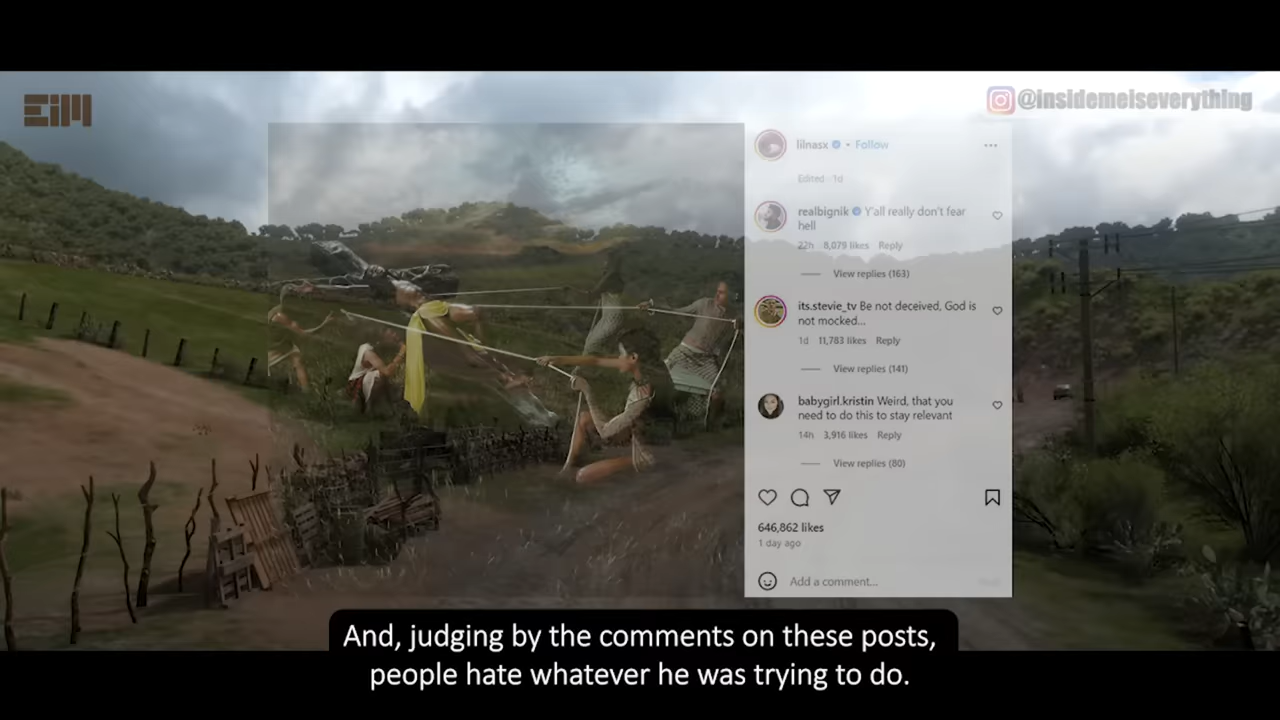 EiM
@insidemeiseverything
lilnasx • Follow
Edited · 1d
realbignik Y'all really don't fear
hell
22h 8,079 likes Reply
View replies (163)
its.stevie_tv Be not deceived, God is
not mocked...
1d 11,783 likes Reply
View replies (141)
babygirl.kristin Weird, that you
need to do this to stay relevant
14h 3,916 likes Reply
View replies (80)
646,862 likes
1 day ago
Add a comment...
And, judging by the comments on these posts,
people hate whatever he was trying to do.